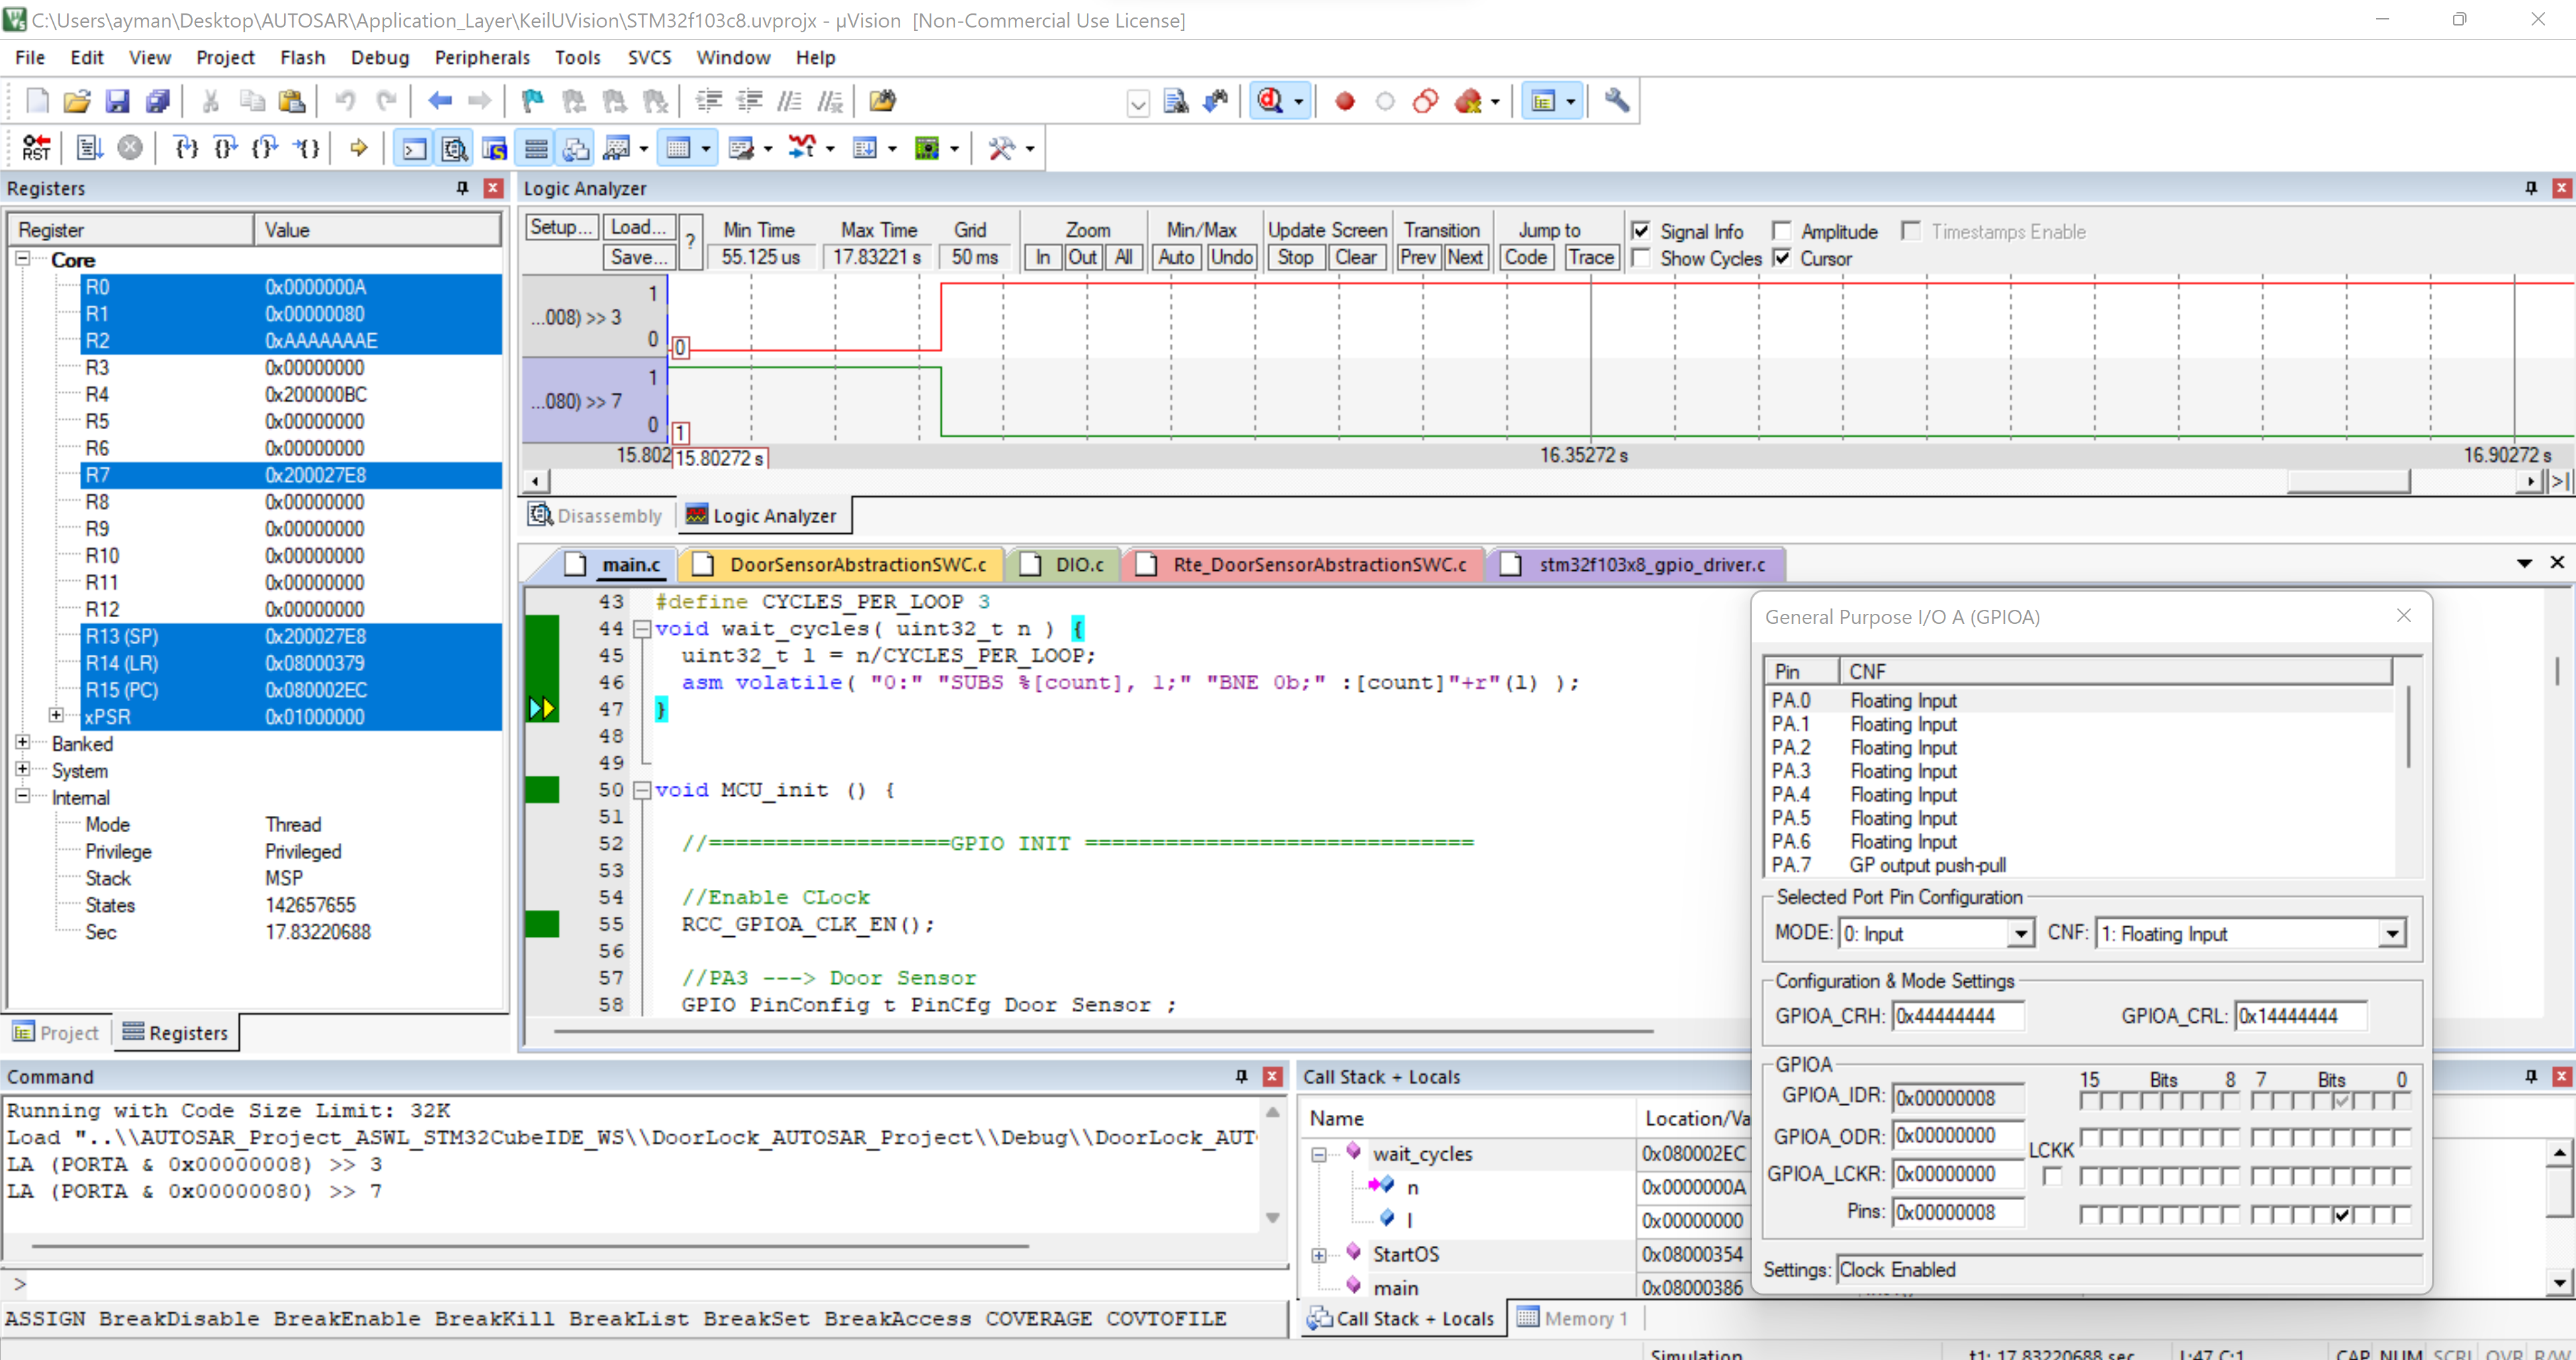 C:\Users\ayman\Desktop\AUTOSAR\Application_Layer\KeilUVision\STM32f103c8.uvprojx - µVision [Non-Commercial Use License]
File Edit View Project Flash Debug Peripherals Tools SVCS Window Help
RST
Registers
Register Value
Core
R0 0x0000000A
R1 0x00000080
R2 0xAAAAAAAE
R3 0x00000000
R4 0x200000BC
R5 0x00000000
R6 0x00000000
R7 0x200027E8
R8 0x00000000
R9 0x00000000
R10 0x00000000
R11 0x00000000
R12 0x00000000
R13 (SP) 0x200027E8
R14 (LR) 0x08000379
R15 (PC) 0x080002EC
xPSR 0x01000000
Banked
System
Internal
Mode Thread
Privilege Privileged
Stack MSP
States 142657655
Sec 17.83220688
Project Registers
Logic Analyzer
Setup... Load... ? Min Time Max Time Grid Zoom Min/Max Update Screen Transition Jump to Signal Info Amplitude Timestamps Enable
Save... 55.125 us 17.83221 s 50 ms In Out All Auto Undo Stop Clear Prev Next Code Trace Show Cycles Cursor
1
...008) >> 3
0 0
1
...080) >> 7
0 1
15.802 15.80272 s 16.35272 s 16.90272 s
Disassembly Logic Analyzer
main.c DoorSensorAbstractionSWC.c DIO.c Rte_DoorSensorAbstractionSWC.c stm32f103x8_gpio_driver.c
43 #define CYCLES_PER_LOOP 3
44 void wait_cycles( uint32_t n ) {
45 uint32_t l = n/CYCLES_PER_LOOP;
46 asm volatile( "0:" "SUBS %[count], 1;" "BNE 0b;" :[count]"+r"(l) );
47 }
48
49
50 void MCU_init () {
51
52 //==================GPIO INIT =============================
53
54 //Enable CLock
55 RCC_GPIOA_CLK_EN();
56
57 //PA3 ---> Door Sensor
58 GPIO PinConfig t PinCfg Door Sensor ;
General Purpose I/O A (GPIOA)
Pin CNF
PA.0 Floating Input
PA.1 Floating Input
PA.2 Floating Input
PA.3 Floating Input
PA.4 Floating Input
PA.5 Floating Input
PA.6 Floating Input
PA.7 GP output push-pull
Selected Port Pin Configuration
MODE: 0: Input CNF: 1: Floating Input
Configuration & Mode Settings
GPIOA_CRH: 0x44444444 GPIOA_CRL: 0x14444444
GPIOA
15 Bits 8 7 Bits 0
GPIOA_IDR: 0x00000008
GPIOA_ODR: 0x00000000
LCKK
GPIOA_LCKR: 0x00000000
Pins: 0x00000008
Settings: Clock Enabled
Command
Running with Code Size Limit: 32K
Load "..\\AUTOSAR_Project_ASWL_STM32CubeIDE_WS\\DoorLock_AUTOSAR_Project\\Debug\\DoorLock_AUT
LA (PORTA & 0x00000008) >> 3
LA (PORTA & 0x00000080) >> 7
>
ASSIGN BreakDisable BreakEnable BreakKill BreakList BreakSet BreakAccess COVERAGE COVTOFILE
Call Stack + Locals
Name Location/Va
wait_cycles 0x080002EC
n 0x0000000A
l 0x00000000
StartOS 0x08000354
main 0x08000386
Call Stack + Locals Memory 1
Simulation t1: 17.83220688 sec L:47 C:1 CAP NUM SCRL OVR R/W